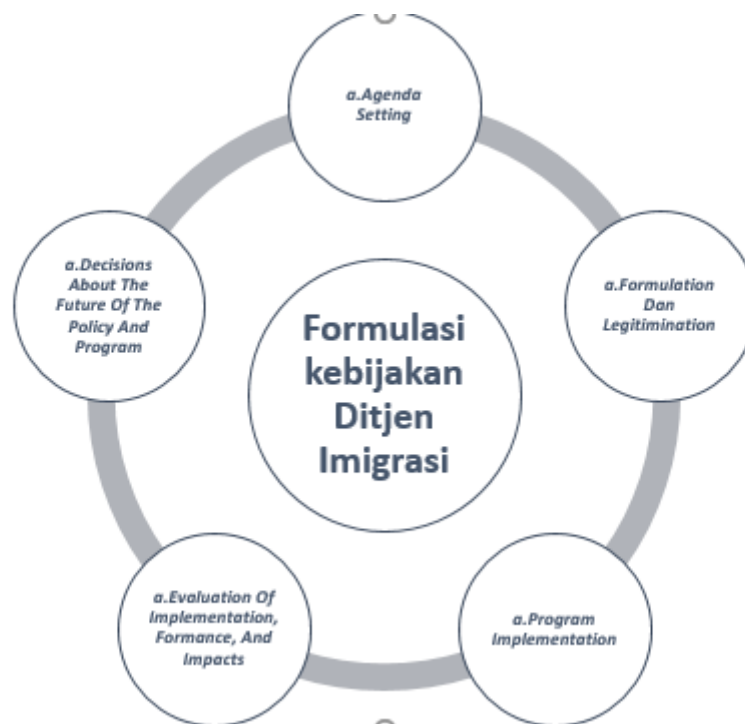 a.Agenda
Setting
a.Formulation
Dan
Legitimination
a.Program
Implementation
a.Evaluation Of
Implementation,
Formance, And
Impacts
a.Decisions
About The
Future Of The
Policy And
Program
Formulasi
kebijakan
Ditjen
Imigrasi